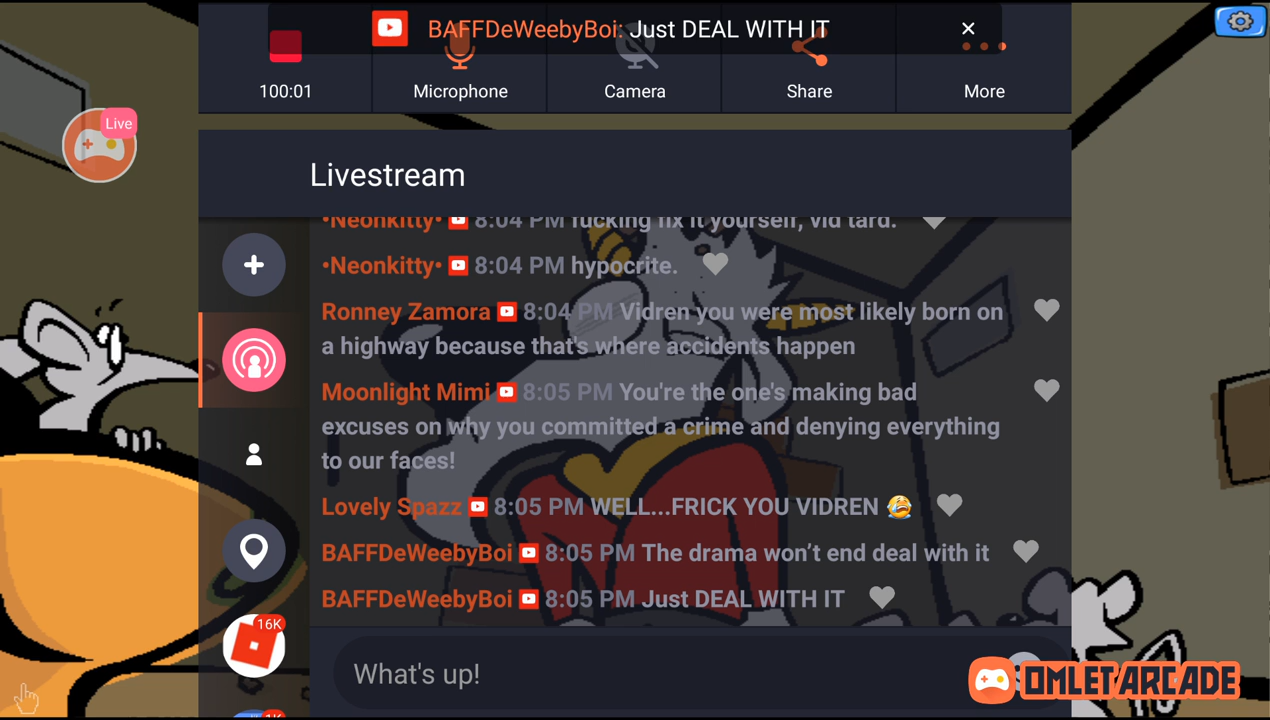 BAFFDeWeebyBoi: Just DEAL WITH IT
100:01
Microphone
Camera
Share
More
Live
Livestream
•Neonkitty• 8:04 PM fucking fix it yourself, vid tard.
•Neonkitty• 8:04 PM hypocrite.
Ronney Zamora 8:04 PM Vidren you were most likely born on
a highway because that's where accidents happen
Moonlight Mimi 8:05 PM You're the one's making bad
excuses on why you committed a crime and denying everything
to our faces!
Lovely Spazz 8:05 PM WELL...FRICK YOU VIDREN 😭
BAFFDeWeebyBoi 8:05 PM The drama won’t end deal with it
BAFFDeWeebyBoi 8:05 PM Just DEAL WITH IT
16K
1K
What's up!
OMLET ARCADE